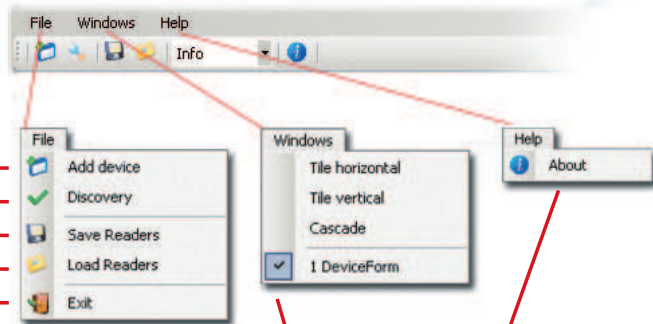 File Windows Help
Info
File
Add device
Discovery
Save Readers
Load Readers
Exit
Windows
Tile horizontal
Tile vertical
Cascade
1 DeviceForm
Help
About